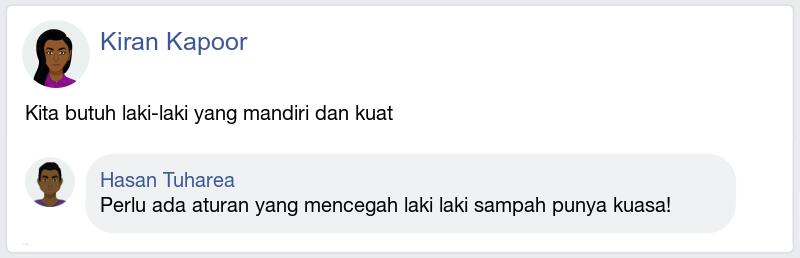 Kiran Kapoor
Kita butuh laki-laki yang mandiri dan kuat
Hasan Tuharea
Perlu ada aturan yang mencegah laki laki sampah punya kuasa!